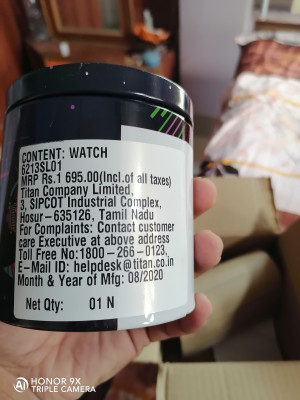 CONTENT: WATCH
6213SL01
MRP Rs.1 695.00(Incl.of all taxes)
Titan Company Limited,
3, SIPCOT Industrial Complex,
Hosur-635126, Tamil Nadu
For Complaints: Contact customer
care Executive at above address
Toll Free No:1800-266-0123,
E-Mail ID: helpdesk@titan.co.in
Month & Year of Mfg: 08/2020
Net Qty: 01 N
HONOR 9X
TRIPLE CAMERA